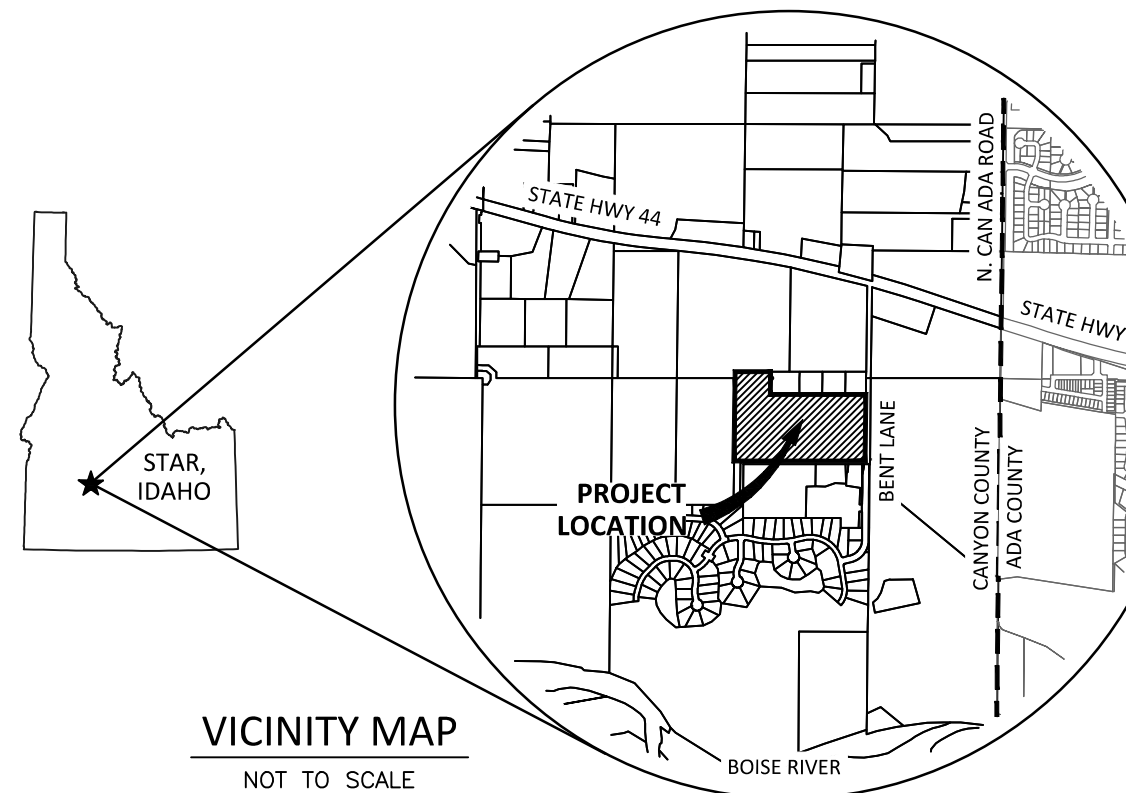 STATE HWY 44
N. CAN ADA ROAD
STATE HWY
STAR,
IDAHO
BENT LANE
CANYON COUNTY
ADA COUNTY
PROJECT
LOCATION
VICINITY MAP
NOT TO SCALE
BOISE RIVER